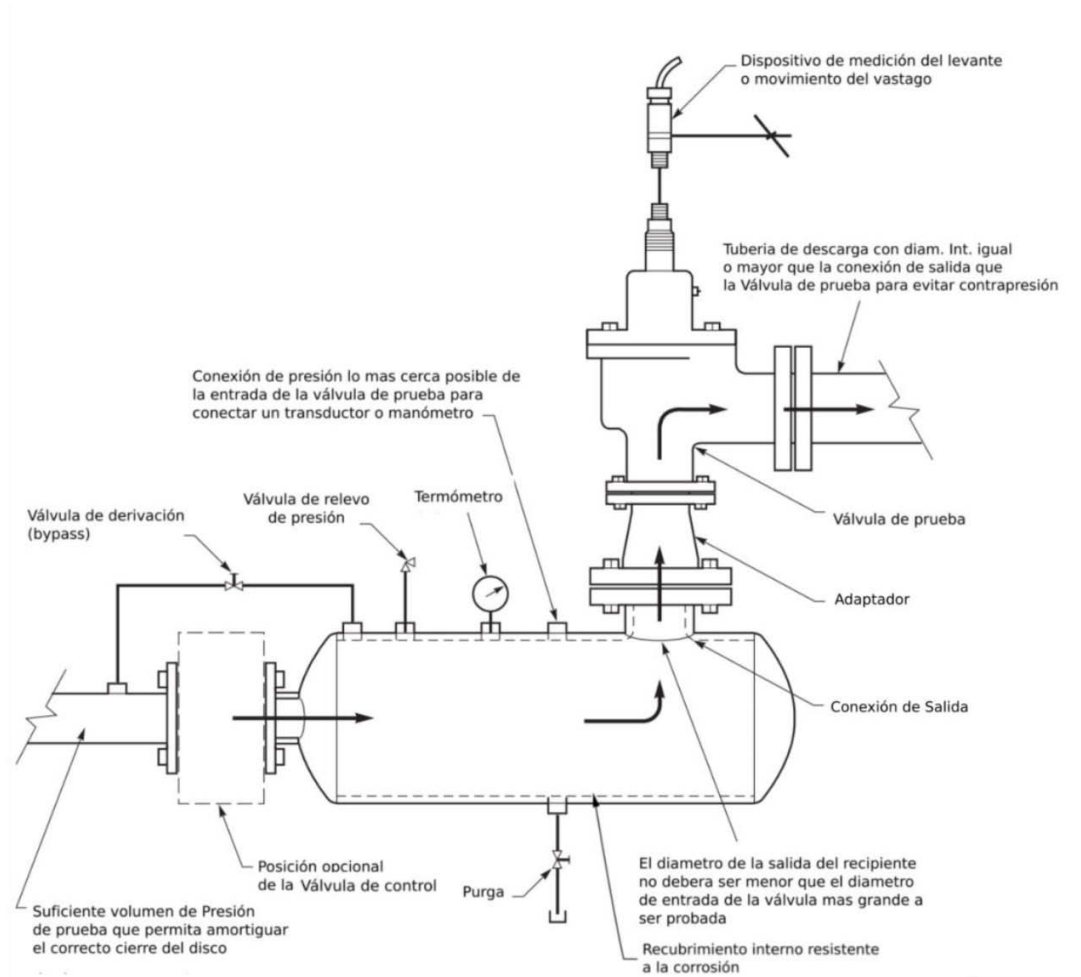 Dispositivo de medición del levante
o movimiento del vastago
Tuberia de descarga con diam. Int. igual
o mayor que la conexión de salida que
la Válvula de prueba para evitar contrapresión
Conexión de presión lo mas cerca posible de
la entrada de la válvula de prueba para
conectar un transductor o manómetro
Válvula de derivación
(bypass)
Válvula de relevo
de presión
Termómetro
Válvula de prueba
Adaptador
Conexión de Salida
Posición opcional
de la Válvula de control
Purga
El diametro de la salida del recipiente
no debera ser menor que el diametro
de entrada de la válvula mas grande a
ser probada
Suficiente volumen de Presión
de prueba que permita amortiguar
el correcto cierre del disco
Recubrimiento interno resistente
a la corrosión